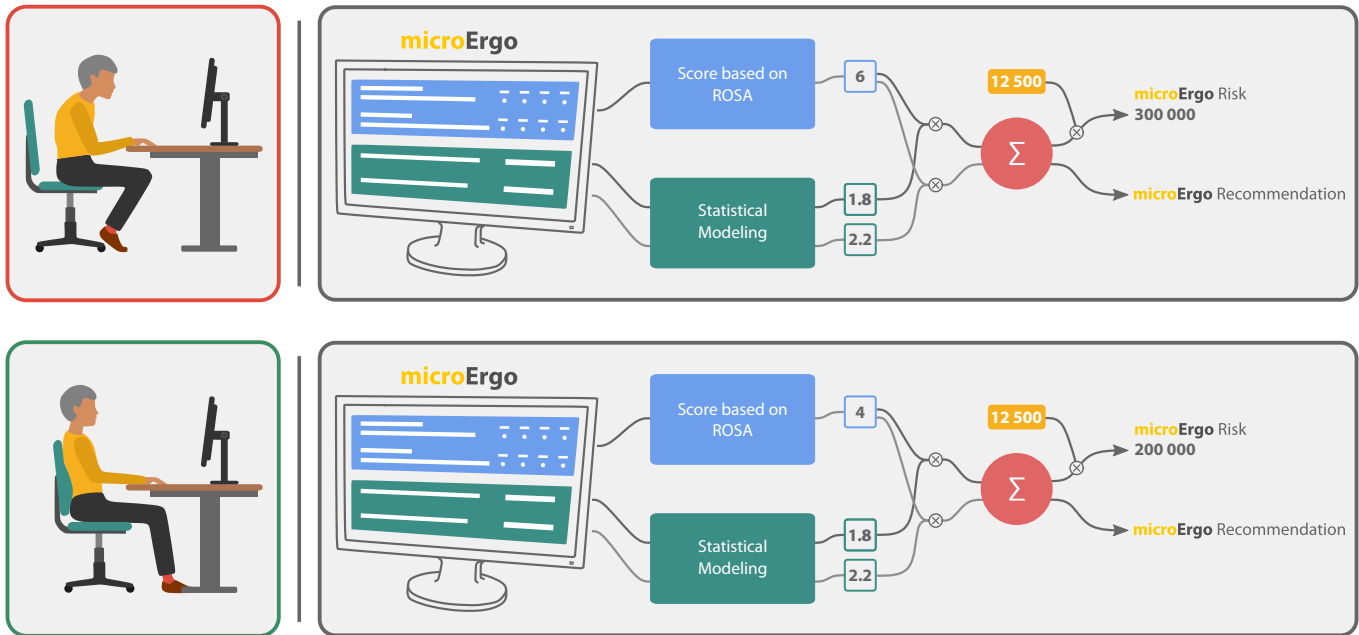 microErgo
Score based on
ROSA
6
12 500
microErgo Risk
300 000
Σ
1.8
Statistical
Modeling
2.2
microErgo Recommendation
microErgo
Score based on
ROSA
4
12 500
microErgo Risk
200 000
Σ
1.8
Statistical
Modeling
2.2
microErgo Recommendation